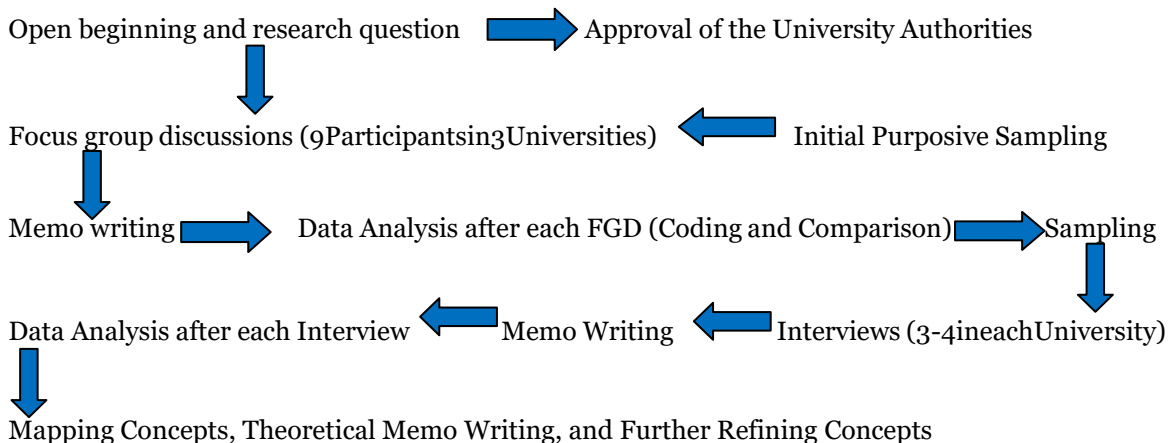 Open beginning and research question Approval of the University Authorities
Focus group discussions (9Participantsin3Universities) Initial Purposive Sampling
Memo writing Data Analysis after each FGD (Coding and Comparison) Sampling
Data Analysis after each Interview Memo Writing Interviews (3-4ineachUniversity)
Mapping Concepts, Theoretical Memo Writing, and Further Refining Concepts